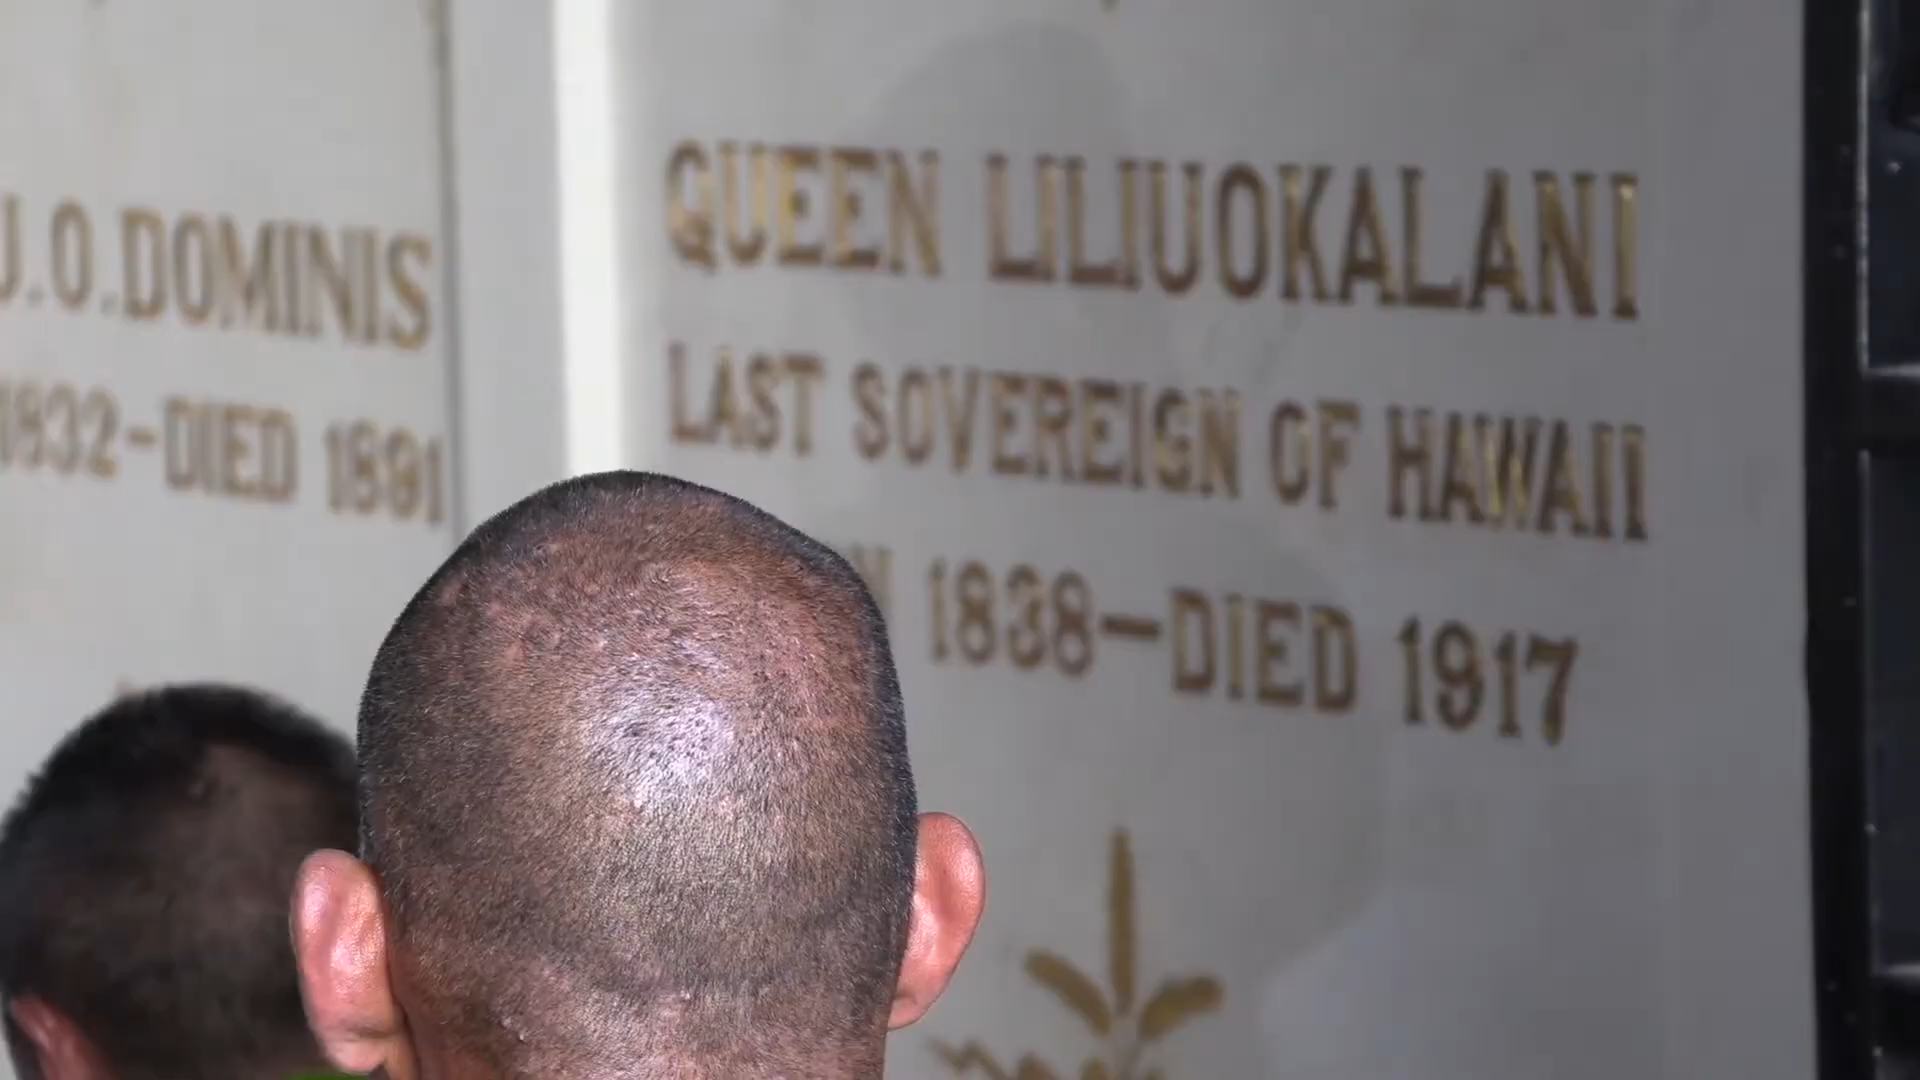 J.O.DOMINIS
1832-DIED 1891
QUEEN LILIUOKALANI
LAST SOVEREIGN OF HAWAII
1838-DIED 1917